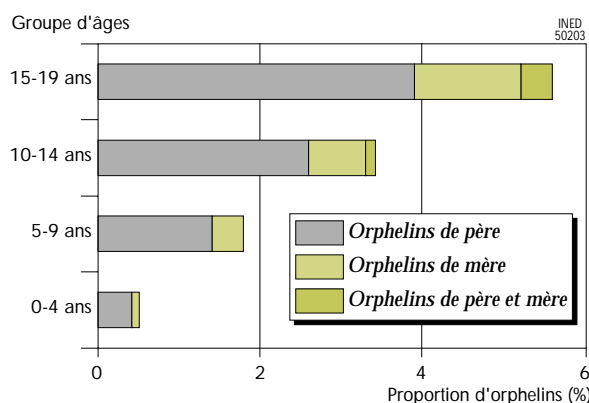 Groupe d'âges
INED
50203
15-19 ans
10-14 ans
5-9 ans
0-4 ans
Orphelins de père
Orphelins de mère
Orphelins de père et mère
0 2 4 6
Proportion d'orphelins (%)